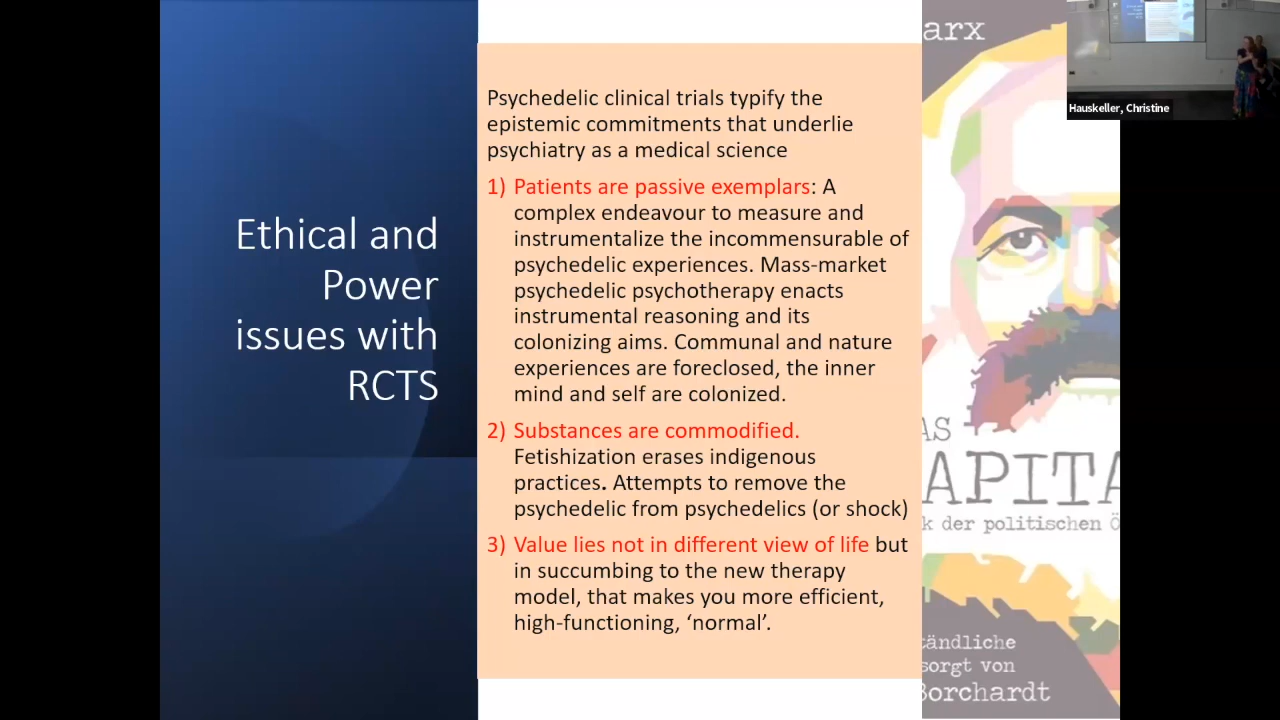 Ethical and
Power
issues with
RCTS
Psychedelic clinical trials typify the
epistemic commitments that underlie
psychiatry as a medical science
1) Patients are passive exemplars: A
complex endeavour to measure and
instrumentalize the incommensurable of
psychedelic experiences. Mass-market
psychedelic psychotherapy enacts
instrumental reasoning and its
colonizing aims. Communal and nature
experiences are foreclosed, the inner
mind and self are colonized.
2) Substances are commodified.
Fetishization erases indigenous
practices. Attempts to remove the
psychedelic from psychedelics (or shock)
3) Value lies not in different view of life but
in succumbing to the new therapy
model, that makes you more efficient,
high-functioning, ‘normal’.
arx
AS
APITA
k der politischen Ö
tändliche
sorgt von
Borchardt
Hauskeller, Christine